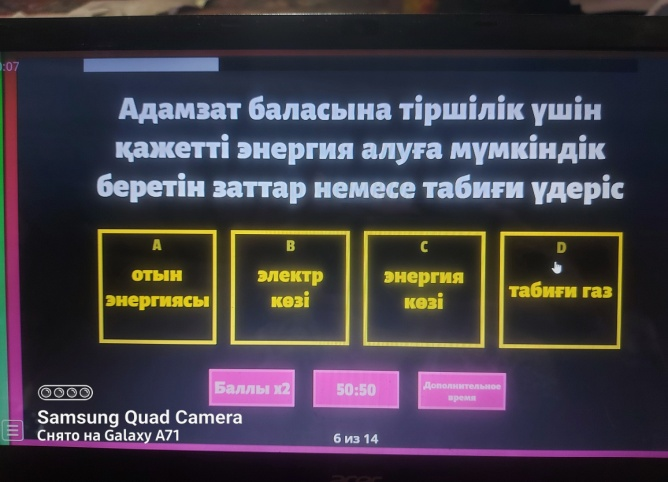 :07
Адамзат баласына тіршілік үшін
қажетті энергия алуға мүмкіндік
беретін заттар немесе табиғи үдеріс
A
отын
энергиясы
B
электр
көзі
C
энергия
көзі
D
табиғи газ
Баллы x2
50:50
Дополнительное
время
Samsung Quad Camera
Снято на Galaxy A71
6 из 14
acer